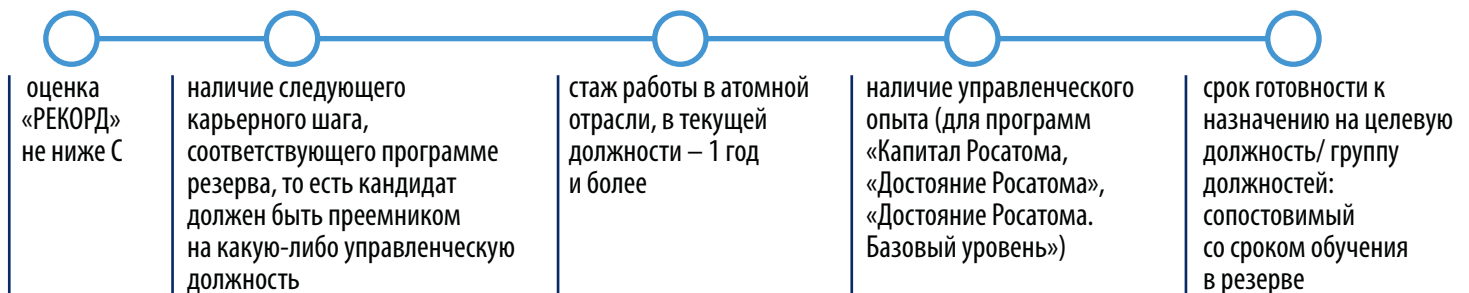 оценка
«РЕКОРД»
не ниже С
наличие следующего
карьерного шага,
соответствующего программе
резерва, то есть кандидат
должен быть преемником
на какую-либо управленческую
должность
стаж работы в атомной
отрасли, в текущей
должности – 1 год
и более
наличие управленческого
опыта (для программ
«Капитал Росатома,
«Достояние Росатома»,
«Достояние Росатома.
Базовый уровень»)
срок готовности к
назначению на целевую
должность/ группу
должностей:
сопостовимый
со сроком обучения
в резерве